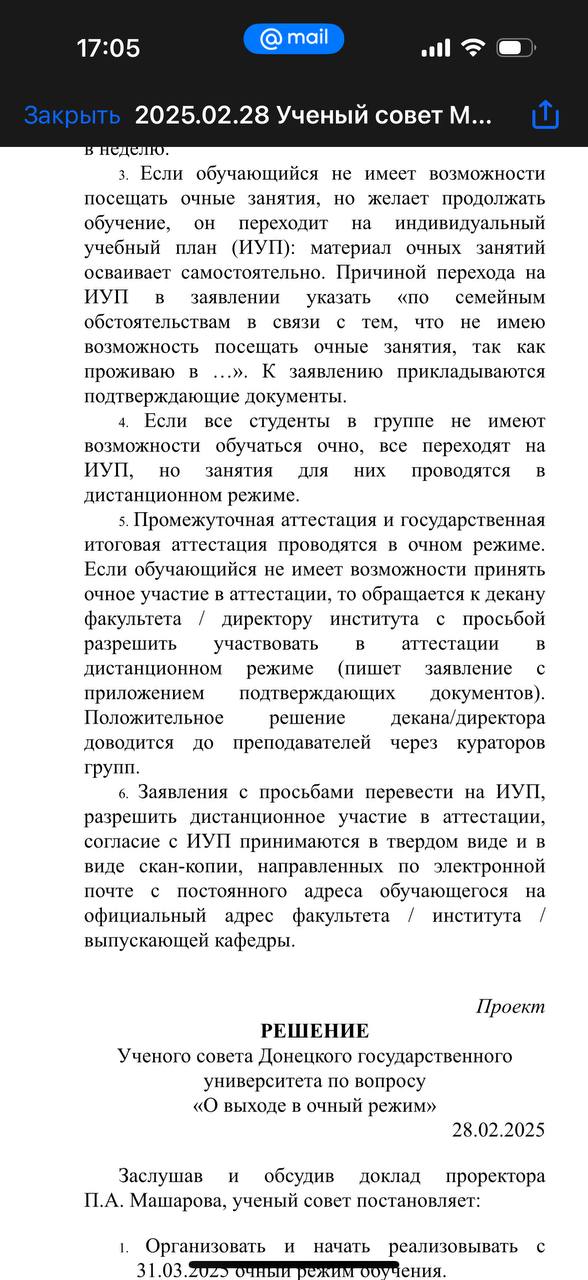 17:05
@ mail
Закрыть 2025.02.28 Ученый совет М...
в неделю.
3. Если обучающийся не имеет возможности
посещать очные занятия, но желает продолжать
обучение, он переходит на индивидуальный
учебный план (ИУП): материал очных занятий
осваивает самостоятельно. Причиной перехода на
ИУП в заявлении указать «по семейным
обстоятельствам в связи с тем, что не имею
возможность посещать очные занятия, так как
проживаю в …». К заявлению прикладываются
подтверждающие документы.
4. Если все студенты в группе не имеют
возможности обучаться очно, все переходят на
ИУП, но занятия для них проводятся в
дистанционном режиме.
5. Промежуточная аттестация и государственная
итоговая аттестация проводятся в очном режиме.
Если обучающийся не имеет возможности принять
очное участие в аттестации, то обращается к декану
факультета / директору института с просьбой
разрешить участвовать в аттестации в
дистанционном режиме (пишет заявление с
приложением подтверждающих документов).
Положительное решение декана/директора
доводится до преподавателей через кураторов
групп.
6. Заявления с просьбами перевести на ИУП,
разрешить дистанционное участие в аттестации,
согласие с ИУП принимаются в твердом виде и в
виде скан-копии, направленных по электронной
почте с постоянного адреса обучающегося на
официальный адрес факультета / института /
выпускающей кафедры.
Проект
РЕШЕНИЕ
Ученого совета Донецкого государственного
университета по вопросу
«О выходе в очный режим»
28.02.2025
Заслушав и обсудив доклад проректора
П.А. Машарова, ученый совет постановляет:
1. Организовать и начать реализовывать с
31.03.2025 очный режим обучения.